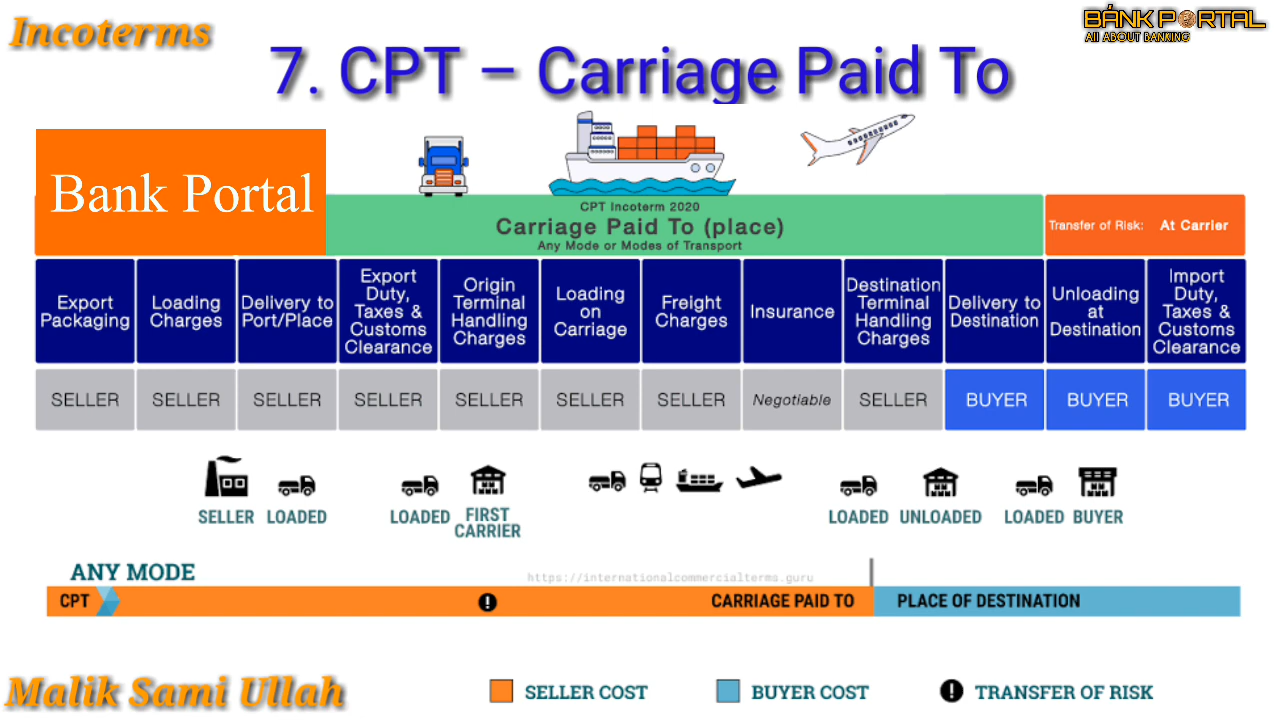 Incoterms
BÁNK PORTAL
All ABOUT BANKING
7. CPT – Carriage Paid To
Bank Portal
CPT Incoterm 2020
Carriage Paid To (place)
Any Mode or Modes of Transport
Transfer of Risk: At Carrier
Export
Packaging
Loading
Charges
Delivery to
Port/Place
Export
Duty,
Taxes &
Customs
Clearance
Origin
Terminal
Handling
Charges
Loading
on
Carriage
Freight
Charges
Insurance
Destination
Terminal
Handling
Charges
Delivery to
Destination
Unloading
at
Destination
Import
Duty,
Taxes &
Customs
Clearance
SELLER SELLER SELLER SELLER SELLER SELLER SELLER Negotiable SELLER BUYER BUYER BUYER
SELLER LOADED LOADED FIRST CARRIER LOADED UNLOADED LOADED BUYER
ANY MODE
https://internationalcommercialterms.guru
CPT CARRIAGE PAID TO PLACE OF DESTINATION
Malik Sami Ullah
SELLER COST BUYER COST TRANSFER OF RISK